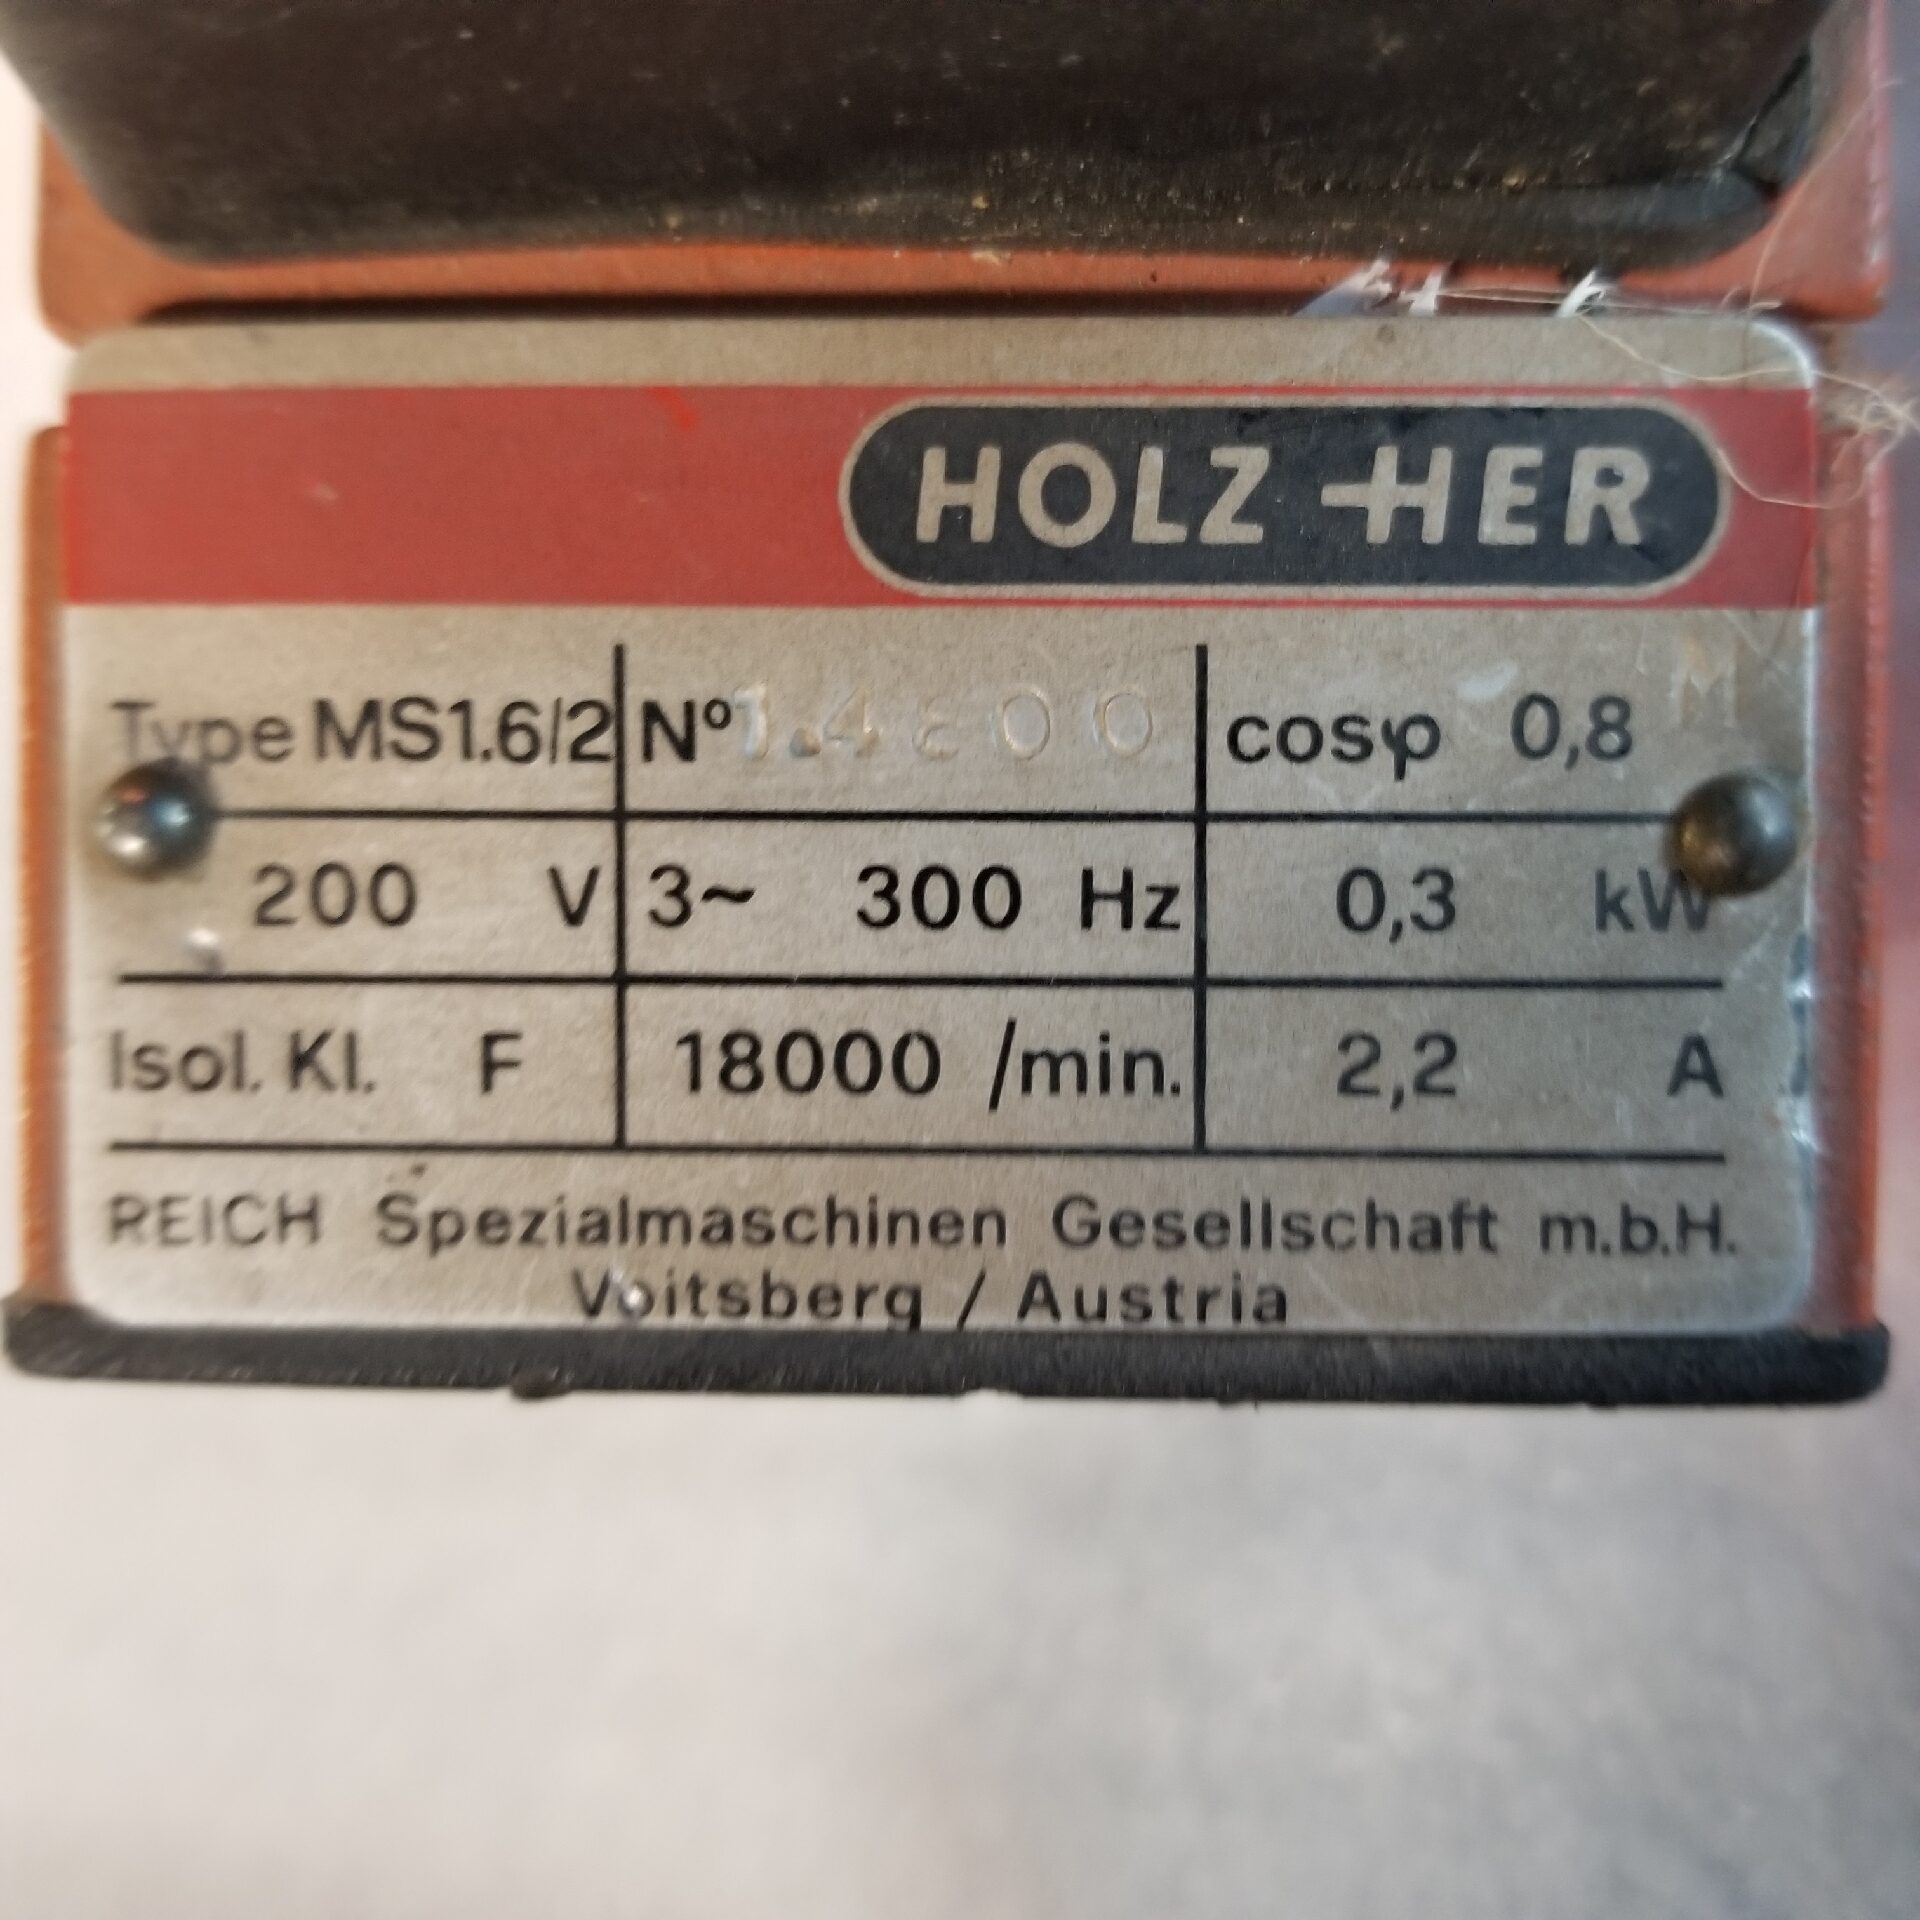 HOLZ-HER
Type MS1.6/2 Nº cosφ 0,8
200 V 3~ 300 Hz 0,3 kW
Isol. Kl. F 18000 /min. 2,2 A
REICH Spezialmaschinen Gesellschaft m.b.H.
Voitsberg / Austria